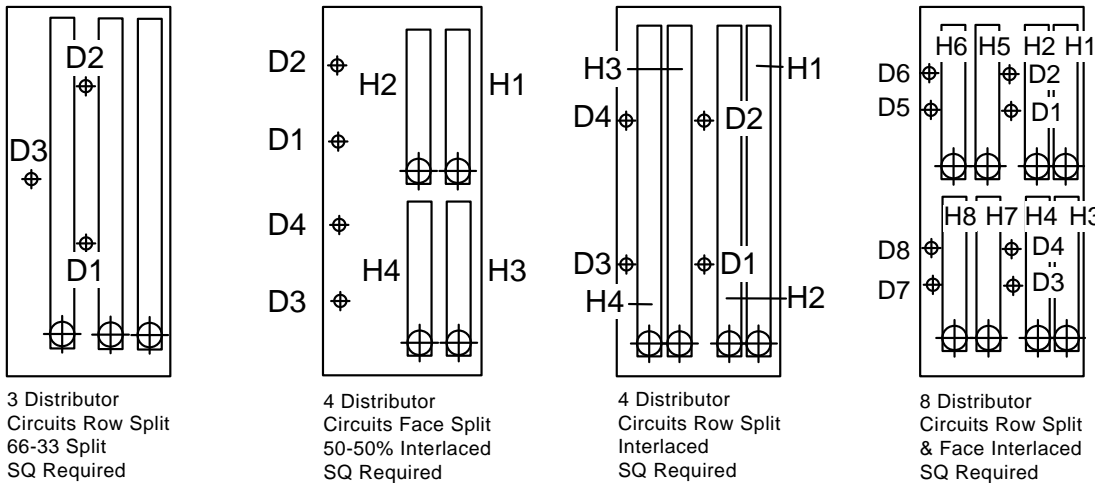 D2
D3
D1
3 Distributor
Circuits Row Split
66-33 Split
SQ Required
D2
H2
H1
D1
D4
H4
H3
D3
4 Distributor
Circuits Face Split
50-50% Interlaced
SQ Required
H3
H1
D4
D2
D3
D1
H4
H2
4 Distributor
Circuits Row Split
Interlaced
SQ Required
H6 H5 H2 H1
D6 D2
D5 D1
H8 H7 H4 H3
D8 D4
D7 D3
8 Distributor
Circuits Row Split
& Face Interlaced
SQ Required